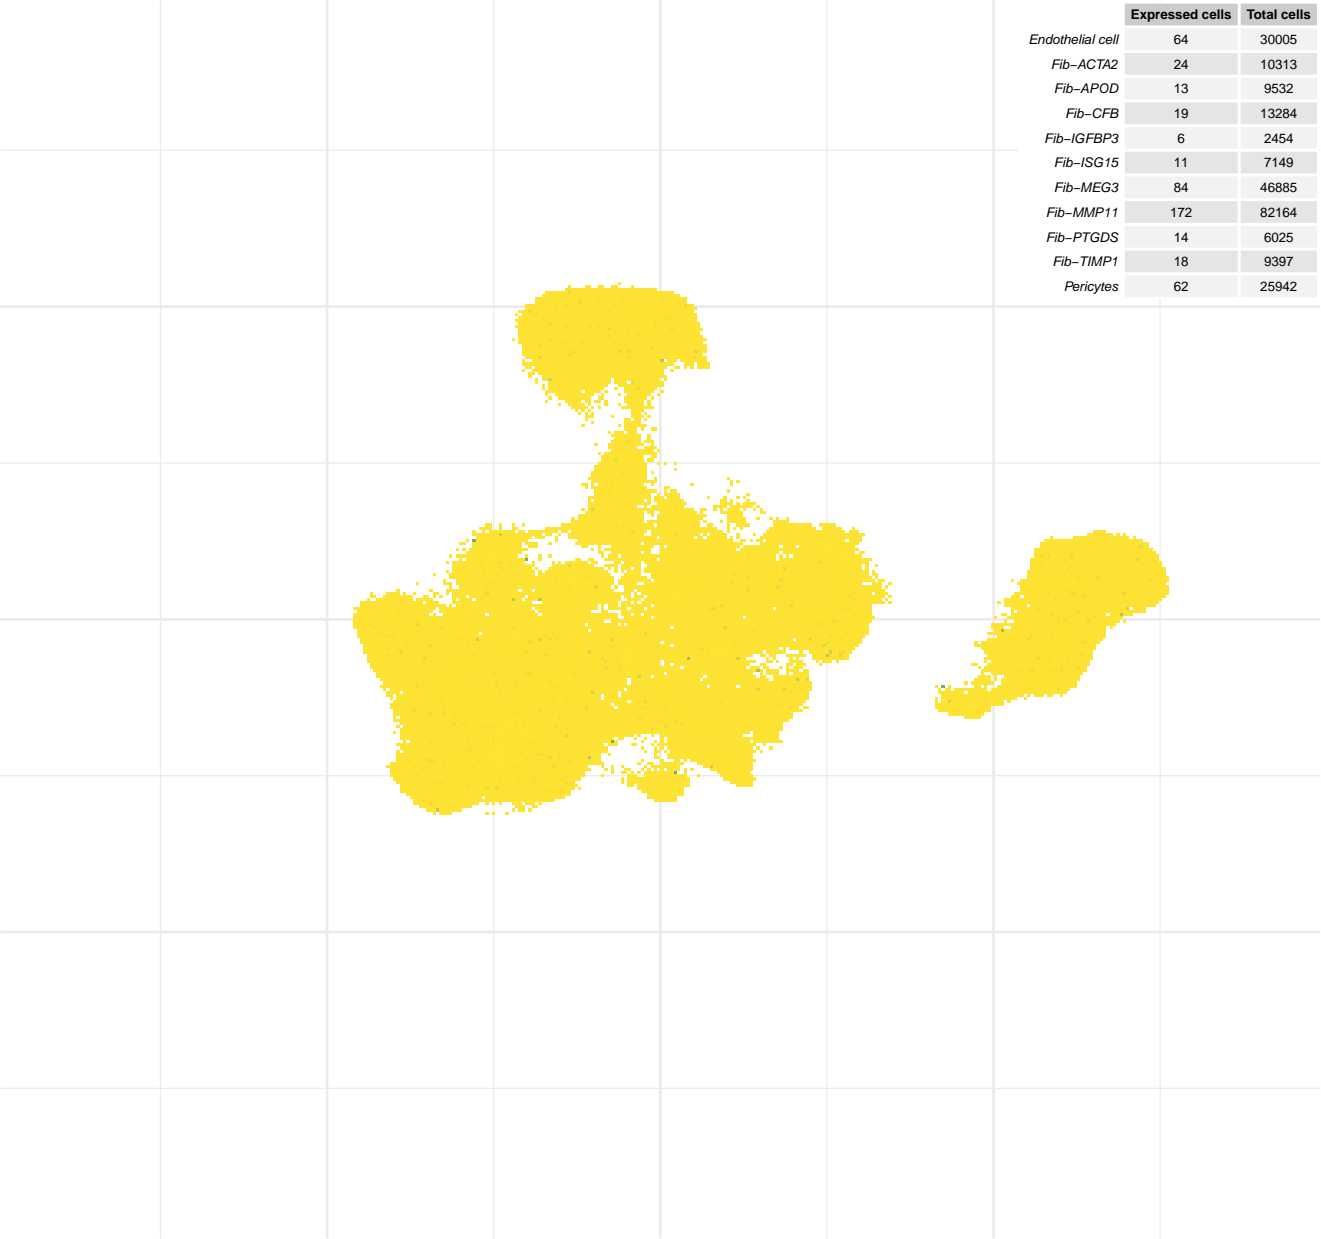 Expressed cells Total cells
Endothelial cell 64 30005
Fib−ACTA2 24 10313
Fib−APOD 13 9532
Fib−CFB 19 13284
Fib−IGFBP3 6 2454
Fib−ISG15 11 7149
Fib−MEG3 84 46885
Fib−MMP11 172 82164
Fib−PTGDS 14 6025
Fib−TIMP1 18 9397
Pericytes 62 25942